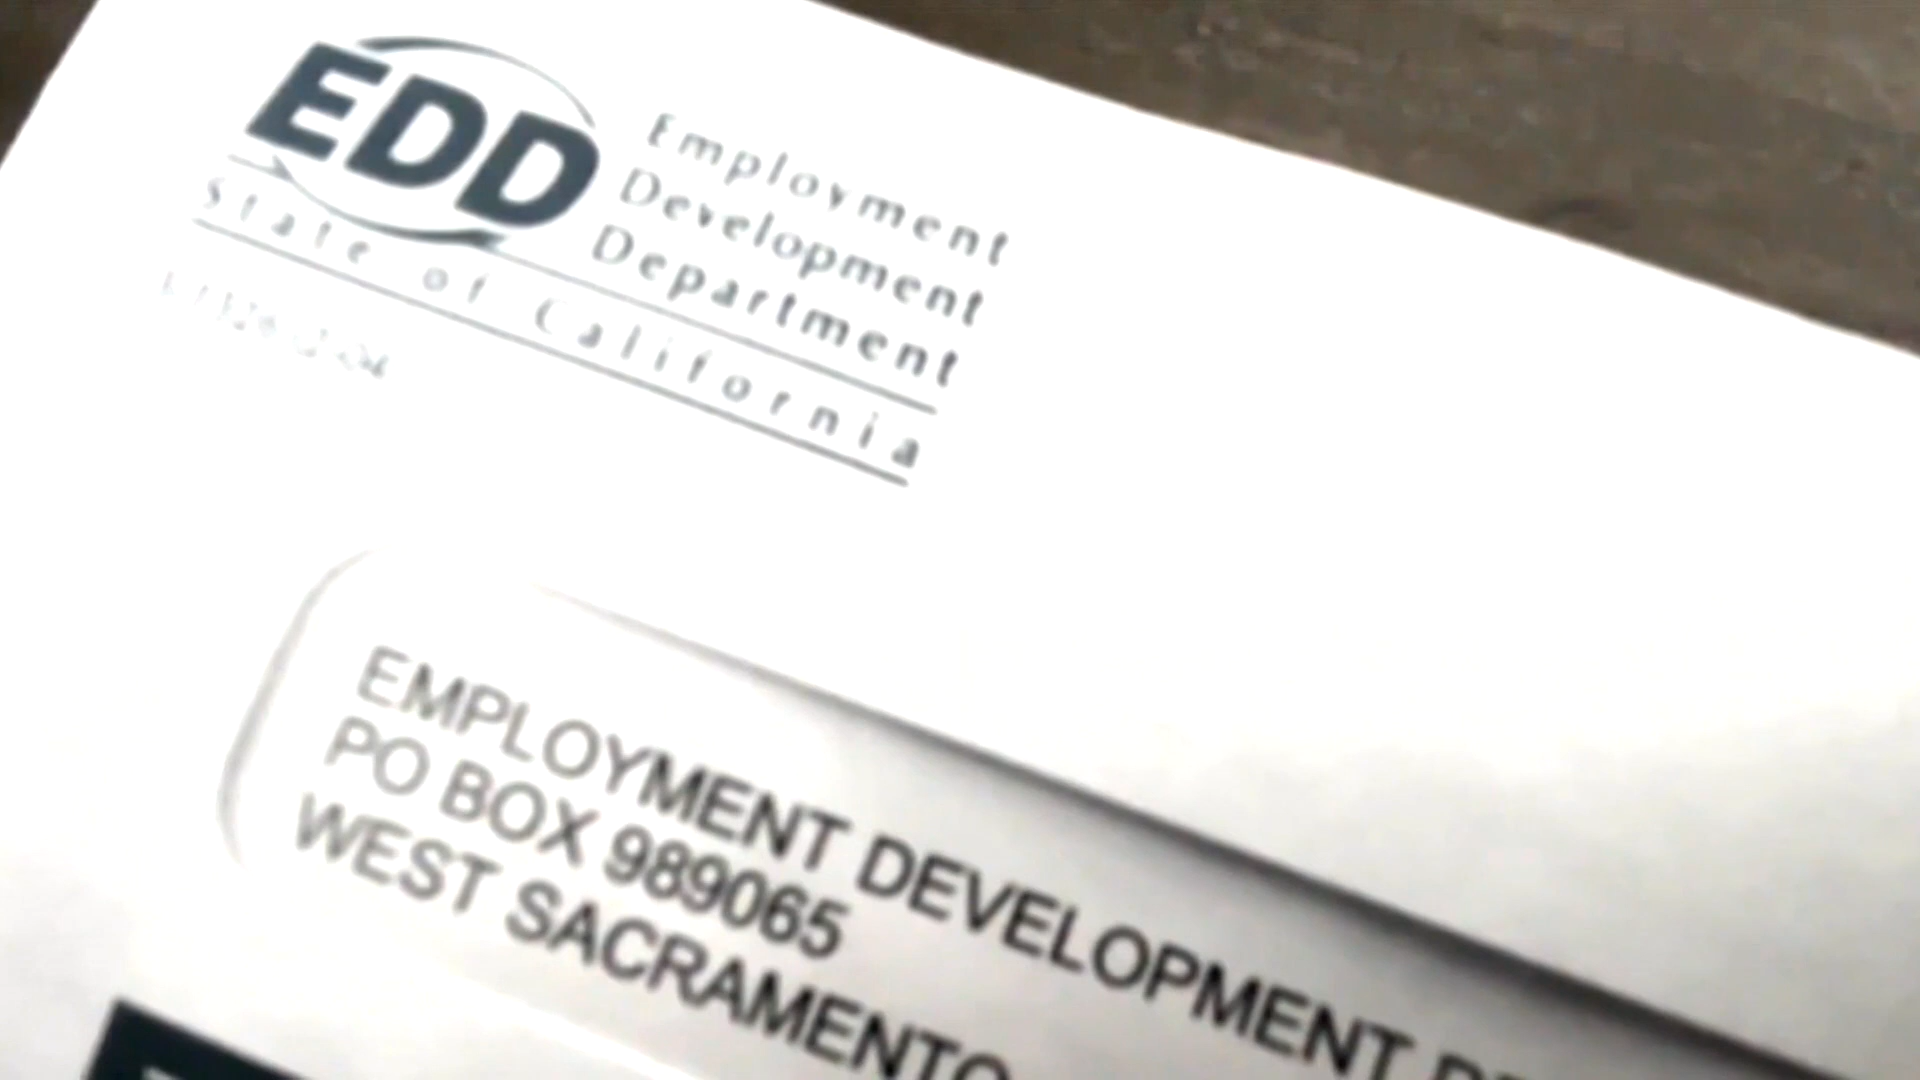 EDD
Employment
Development
Department
State of California
EMPLOYMENT DEVELOPMENT
PO BOX 989065
WEST SACRAMENTO